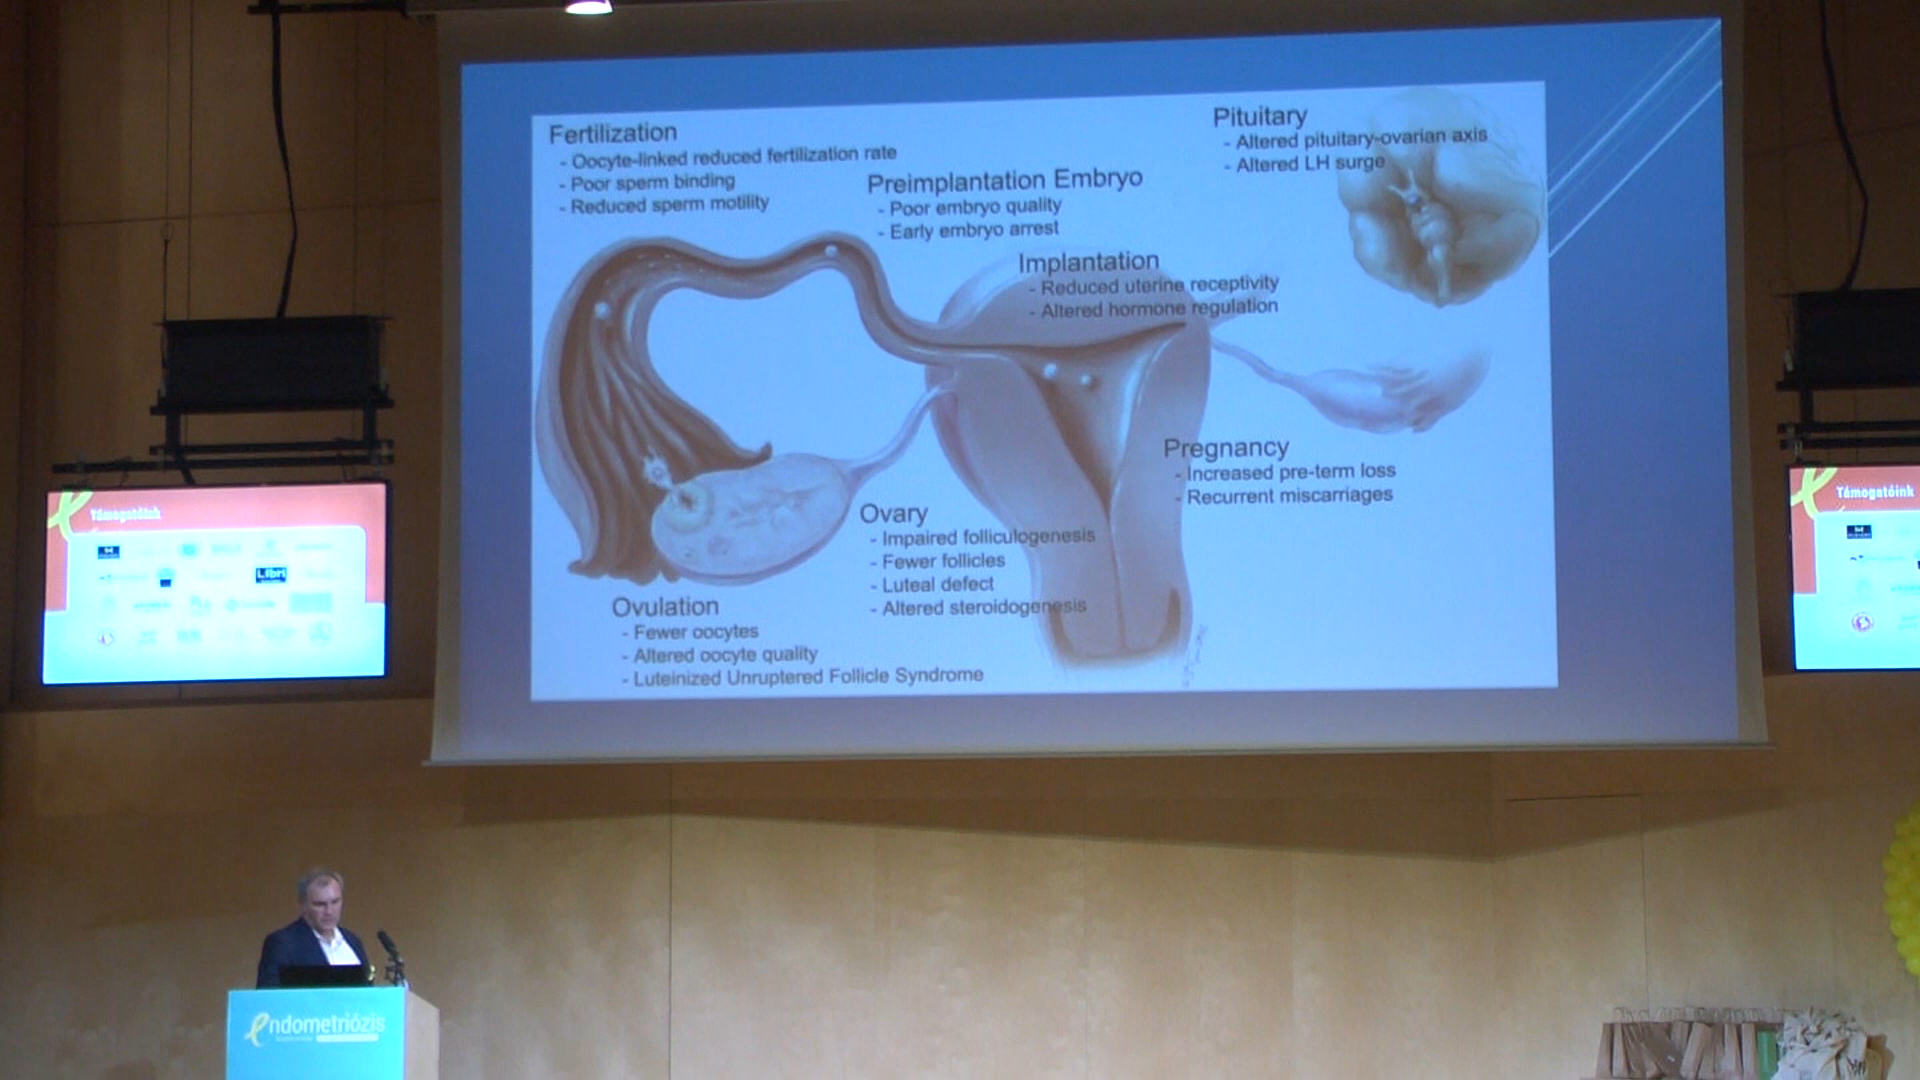 Fertilization
- Oocyte-linked reduced fertilization rate
- Poor sperm binding
- Reduced sperm motility
Preimplantation Embryo
- Poor embryo quality
- Early embryo arrest
Pituitary
- Altered pituitary-ovarian axis
- Altered LH surge
Implantation
- Reduced uterine receptivity
- Altered hormone regulation
Pregnancy
- Increased pre-term loss
- Recurrent miscarriages
Ovary
- Impaired folliculogenesis
- Fewer follicles
- Luteal defect
- Altered steroidogenesis
Ovulation
- Fewer oocytes
- Altered oocyte quality
- Luteinized Unruptered Follicle Syndrome
Támogatóink
Libri
Támogatóink
endometriózis